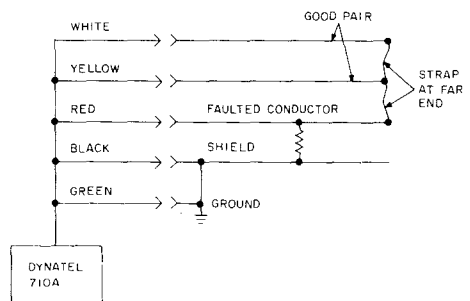 GOOD PAIR
WHITE
YELLOW
STRAP
AT FAR
END
RED
FAULTED CONDUCTOR
BLACK
SHIELD
GREEN
GROUND
DYNATEL
710A